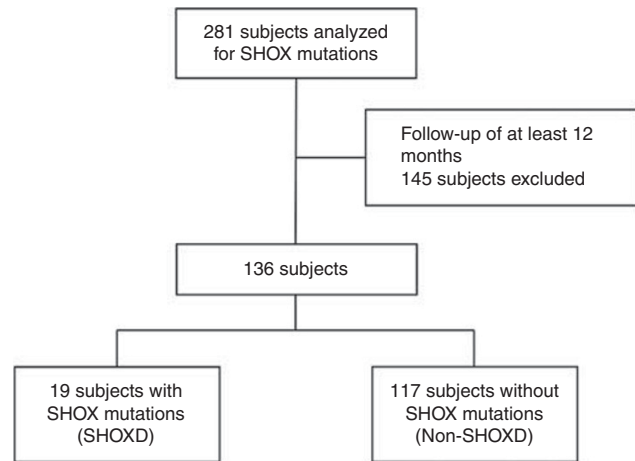 281 subjects analyzed
for SHOX mutations
Follow-up of at least 12
months
145 subjects excluded
136 subjects
19 subjects with
SHOX mutations
(SHOXD)
117 subjects without
SHOX mutations
(Non-SHOXD)